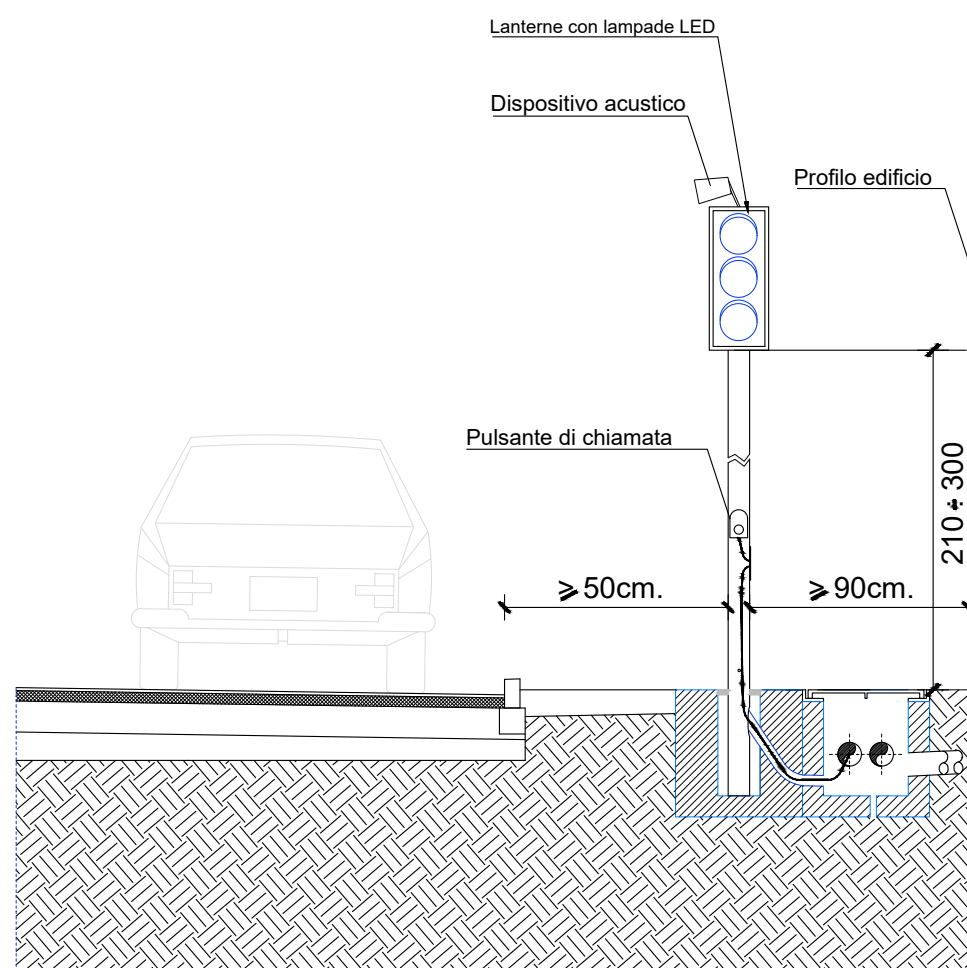 Lanterne con lampade LED
Dispositivo acustico
Profilo edificio
Pulsante di chiamata
210÷300
⩾50cm.
⩾90cm.